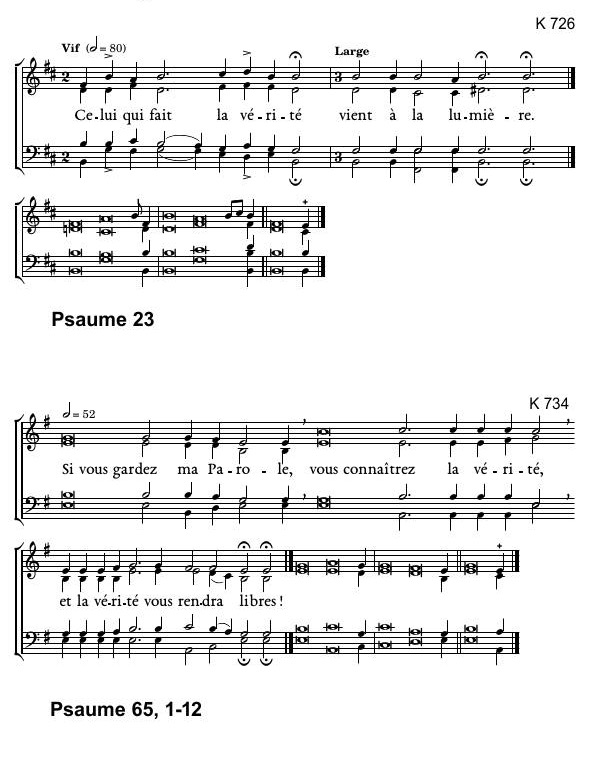 K 726
Vif (𝅗𝅥 = 80) Large
Ce-lui qui fait la vé-ri-té vient à la lu-miè-re.
Psaume 23
K 734
𝅗𝅥 = 52
Si vous gardez ma Pa-ro-le, vous connaîtrez la vé-ri-té,
et la vé-ri-té vous rendra libres !
Psaume 65, 1-12